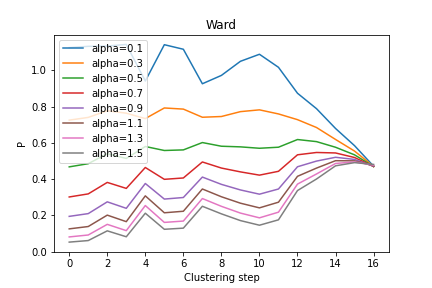 Ward
alpha=0.1
alpha=0.3
alpha=0.5
alpha=0.7
alpha=0.9
alpha=1.1
alpha=1.3
alpha=1.5
P
1.0
0.8
0.6
0.4
0.2
0.0
0 2 4 6 8 10 12 14 16
Clustering step